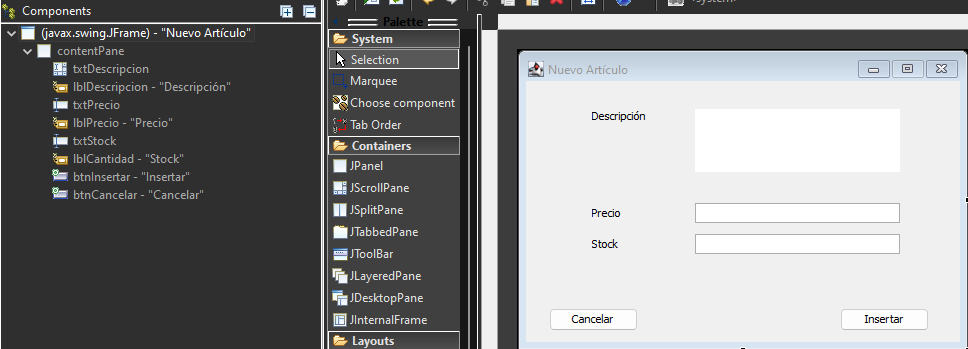 Components
(javax.swing.JFrame) - "Nuevo Artículo"
contentPane
txtDescripcion
lblDescripcion - "Descripción"
txtPrecio
lblPrecio - "Precio"
txtStock
lblCantidad - "Stock"
btnInsertar - "Insertar"
btnCancelar - "Cancelar"
Palette
System
Selection
Marquee
Choose component
Tab Order
Containers
JPanel
JScrollPane
JSplitPane
JTabbedPane
JToolBar
JLayeredPane
JDesktopPane
JInternalFrame
Layouts
<system>
Nuevo Artículo
Descripción
Precio
Stock
Cancelar
Insertar